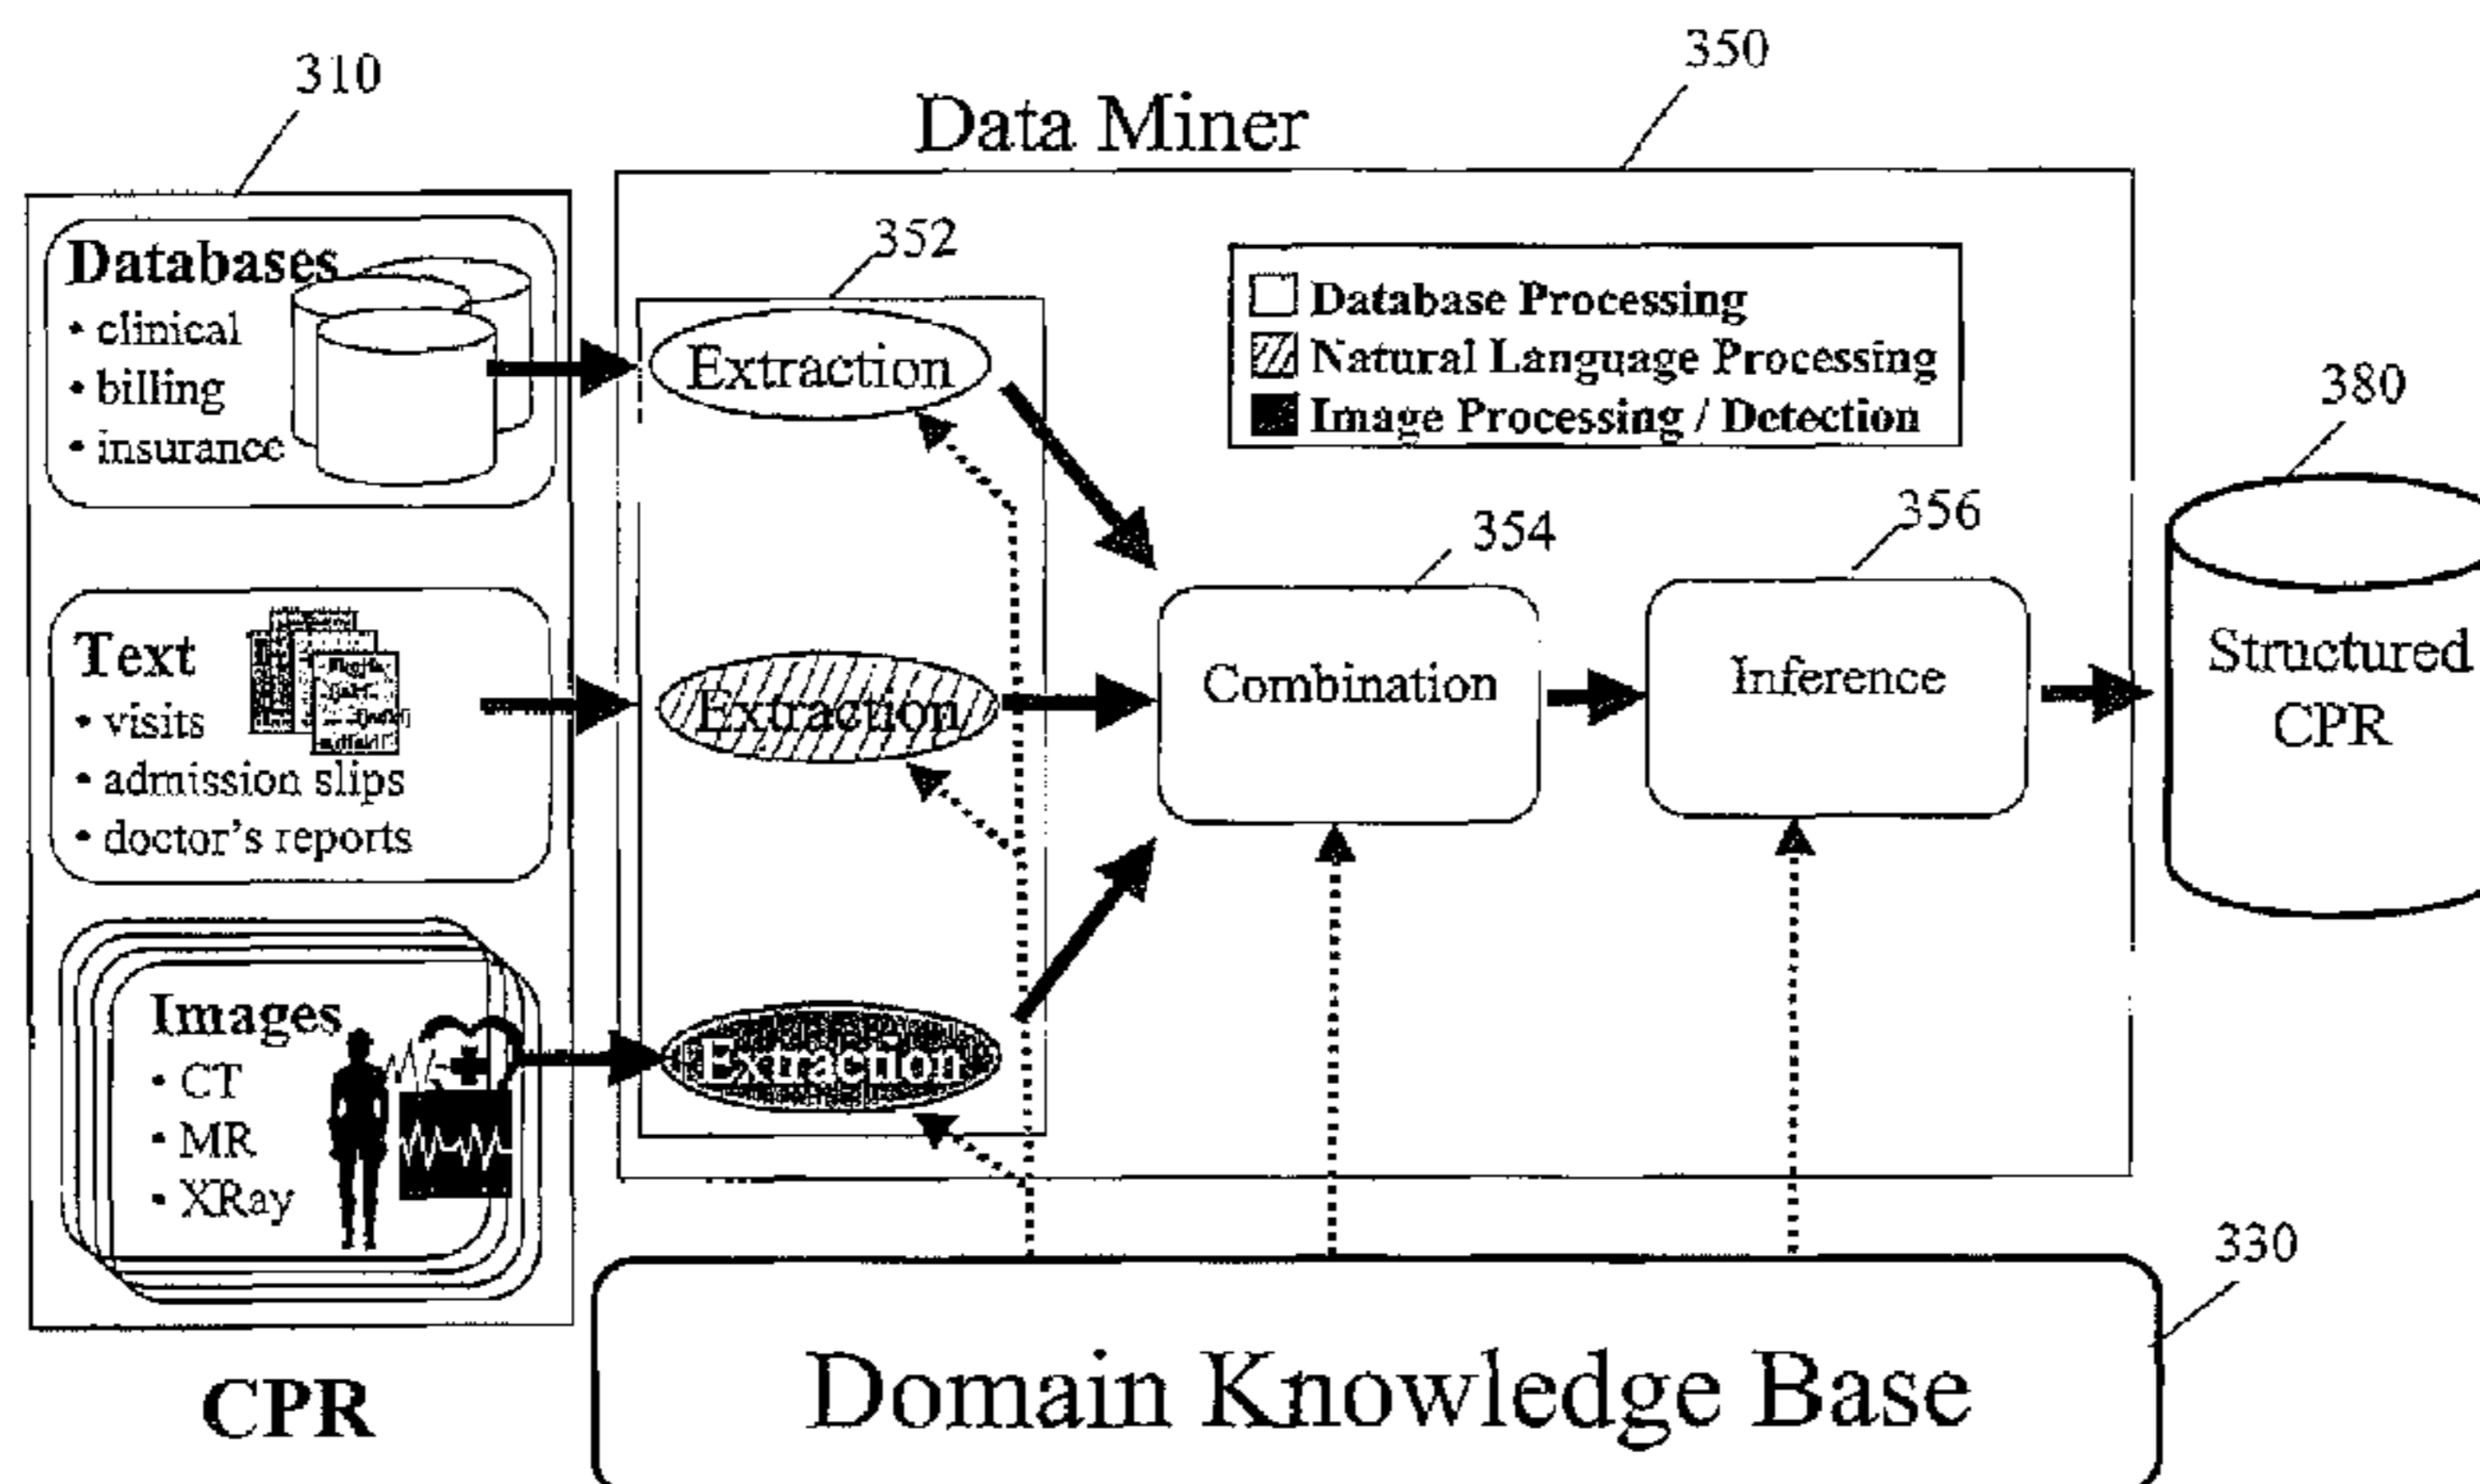 310
350
Data Miner
352
Databases
• clinical
• billing
• insurance
Extraction
Database Processing
Natural Language Processing
Image Processing / Detection
380
354
356
Text
• visits
• admission slips
• doctor's reports
Extraction
Combination
Inference
Structured
CPR
Images
• CT
• MR
• XRay
Extraction
330
CPR
Domain Knowledge Base